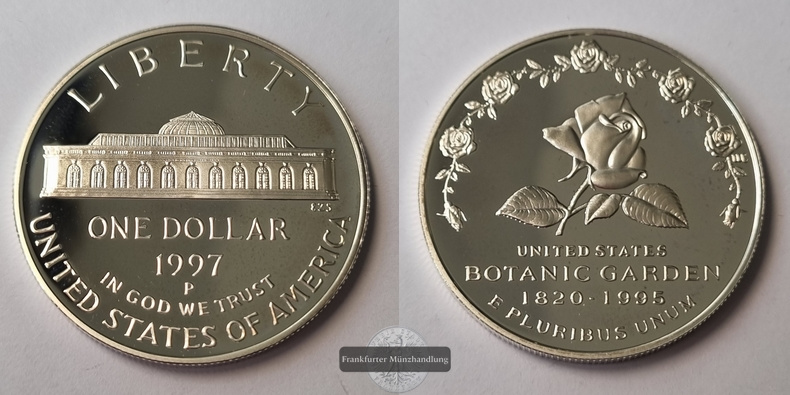 LIBERTY
ONE DOLLAR
1997
P
IN GOD WE TRUST
UNITED STATES OF AMERICA
UNITED STATES
BOTANIC GARDEN
1820 · 1995
E PLURIBUS UNUM
Frankfurter Münzhandlung